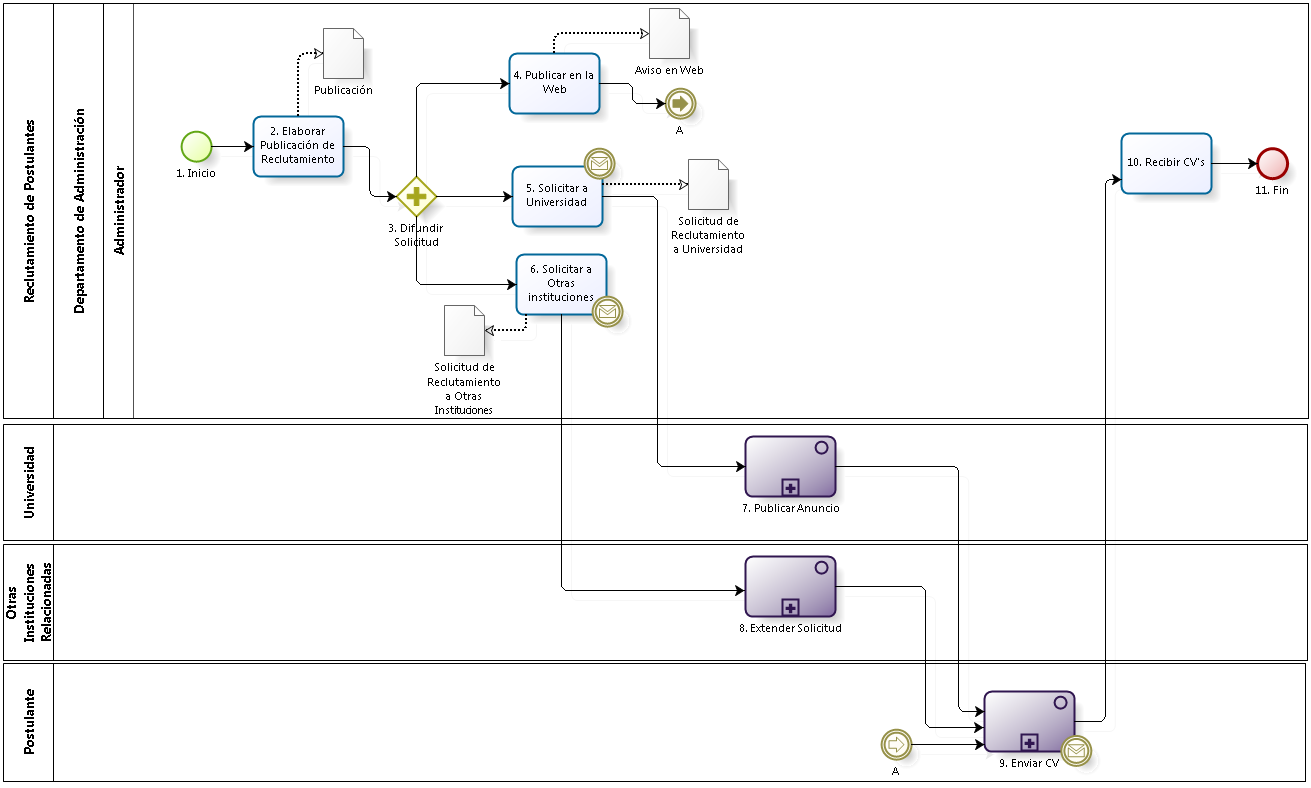 Reclutamiento de Postulantes
Departamento de Administración
Administrador
1. Inicio
2. Elaborar
Publicación de
Reclutamiento
Publicación
3. Difundir
Solicitud
4. Publicar en la
Web
Aviso en Web
A
5. Solicitar a
Universidad
Solicitud de
Reclutamiento
a Universidad
6. Solicitar a
Otras
instituciones
Solicitud de
Reclutamiento
a Otras
Instituciones
10. Recibir CV's
11. Fin
Universidad
7. Publicar Anuncio
Otras
Instituciones
Relacionadas
8. Extender Solicitud
Postulante
A
9. Enviar CV